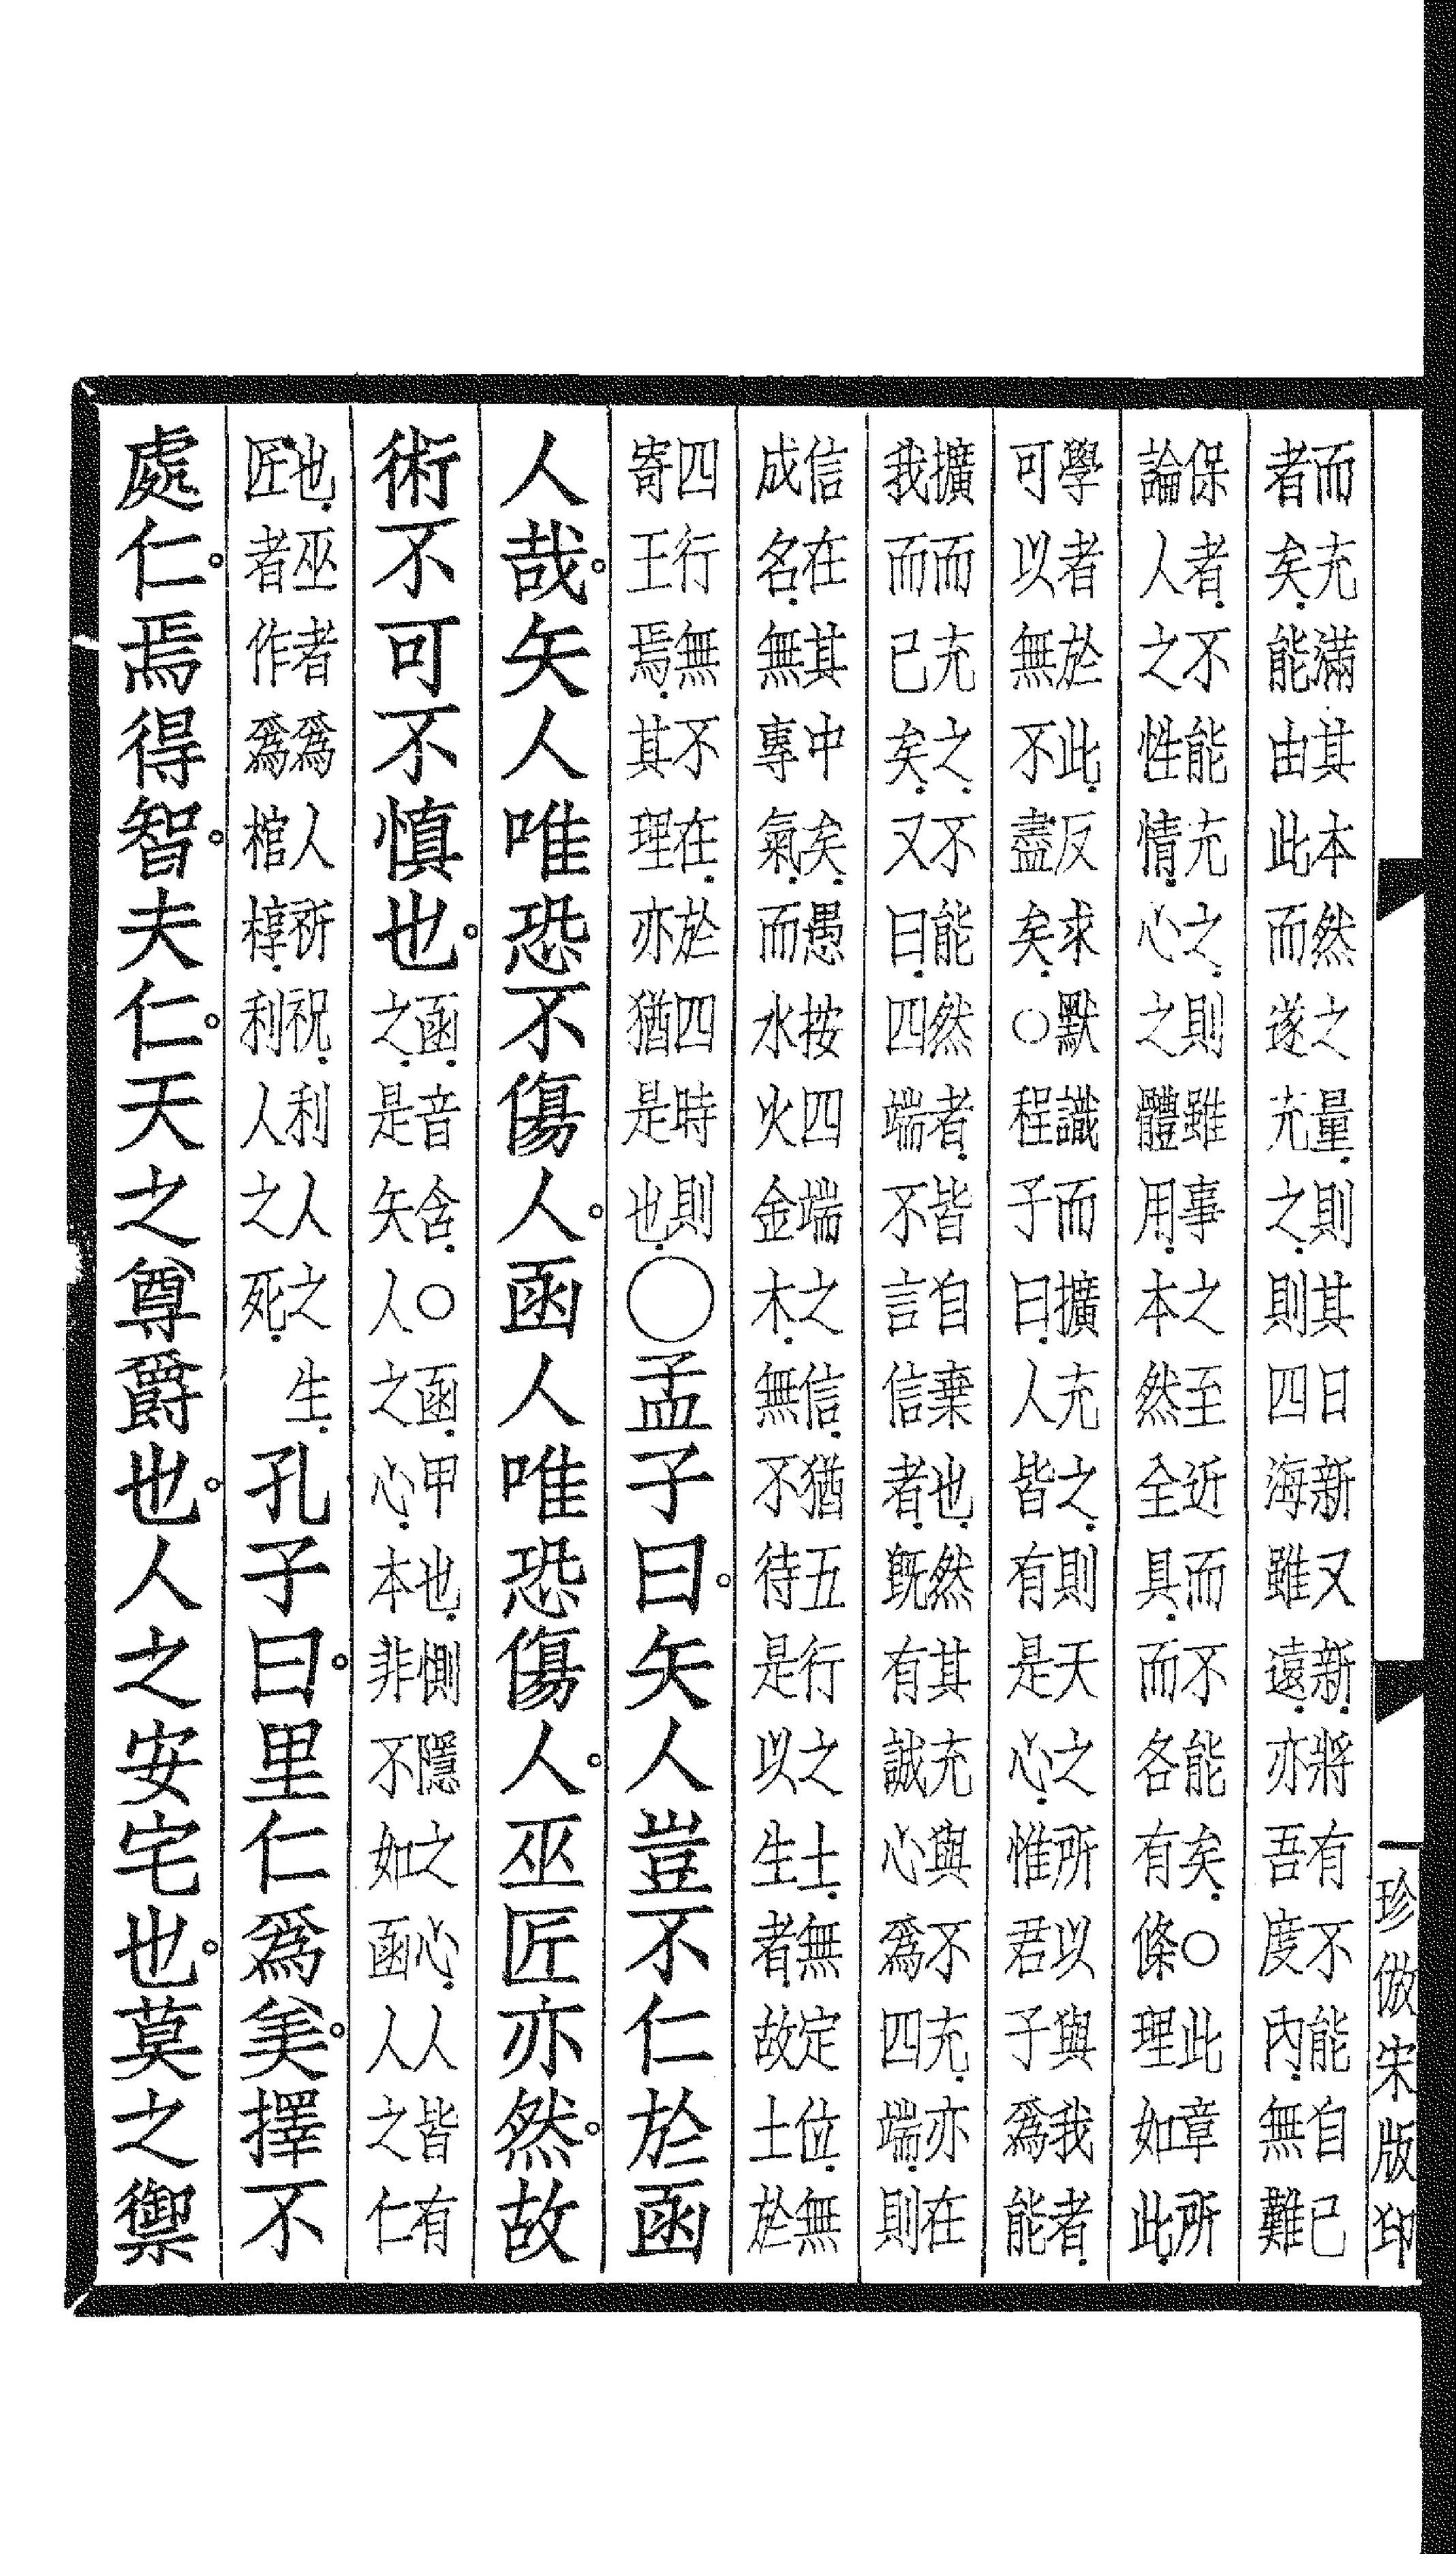 珍倣宋版印
而充滿其本然之量.則其日新又新.將有不能自已
者矣.能由此而遂充之.則四海雖遠.亦吾度內.無難
保者.不能充之.則雖事之至近而不能矣.○此章所
論人之性情.心之體用.本然全具.而各有條理如此.
學者於此.反求默識而擴充之.則天之所以與我者.
可以無不盡矣.○程子曰.人皆有是心.惟君子爲能
擴而充之.不能然者.皆自棄也.然其充與不充.亦在
我而已矣.又曰.四端不言信者.旣有誠心爲四端.則
信在其中矣.愚按四端之信.猶五行之土.無定位.無
成名.無專氣.而水火金木.無不待是以生者.故土於
四行無不在.於四時則
寄王焉.其理亦猶是也.
○孟子曰。矢人豈不仁於函
人哉。矢人唯恐不傷人。函人唯恐傷人。巫匠亦然。故
術不可不愼也。
函.音含.○函.甲也.惻隱之心.人皆有
之.是矢人之心.本非不如函人之仁
也.巫者爲人祈祝.利人之生.
匠者作爲棺椁.利人之死.
孔子曰。里仁爲美。擇不
處仁。焉得智。夫仁。天之尊爵也。人之安宅也。莫之禦